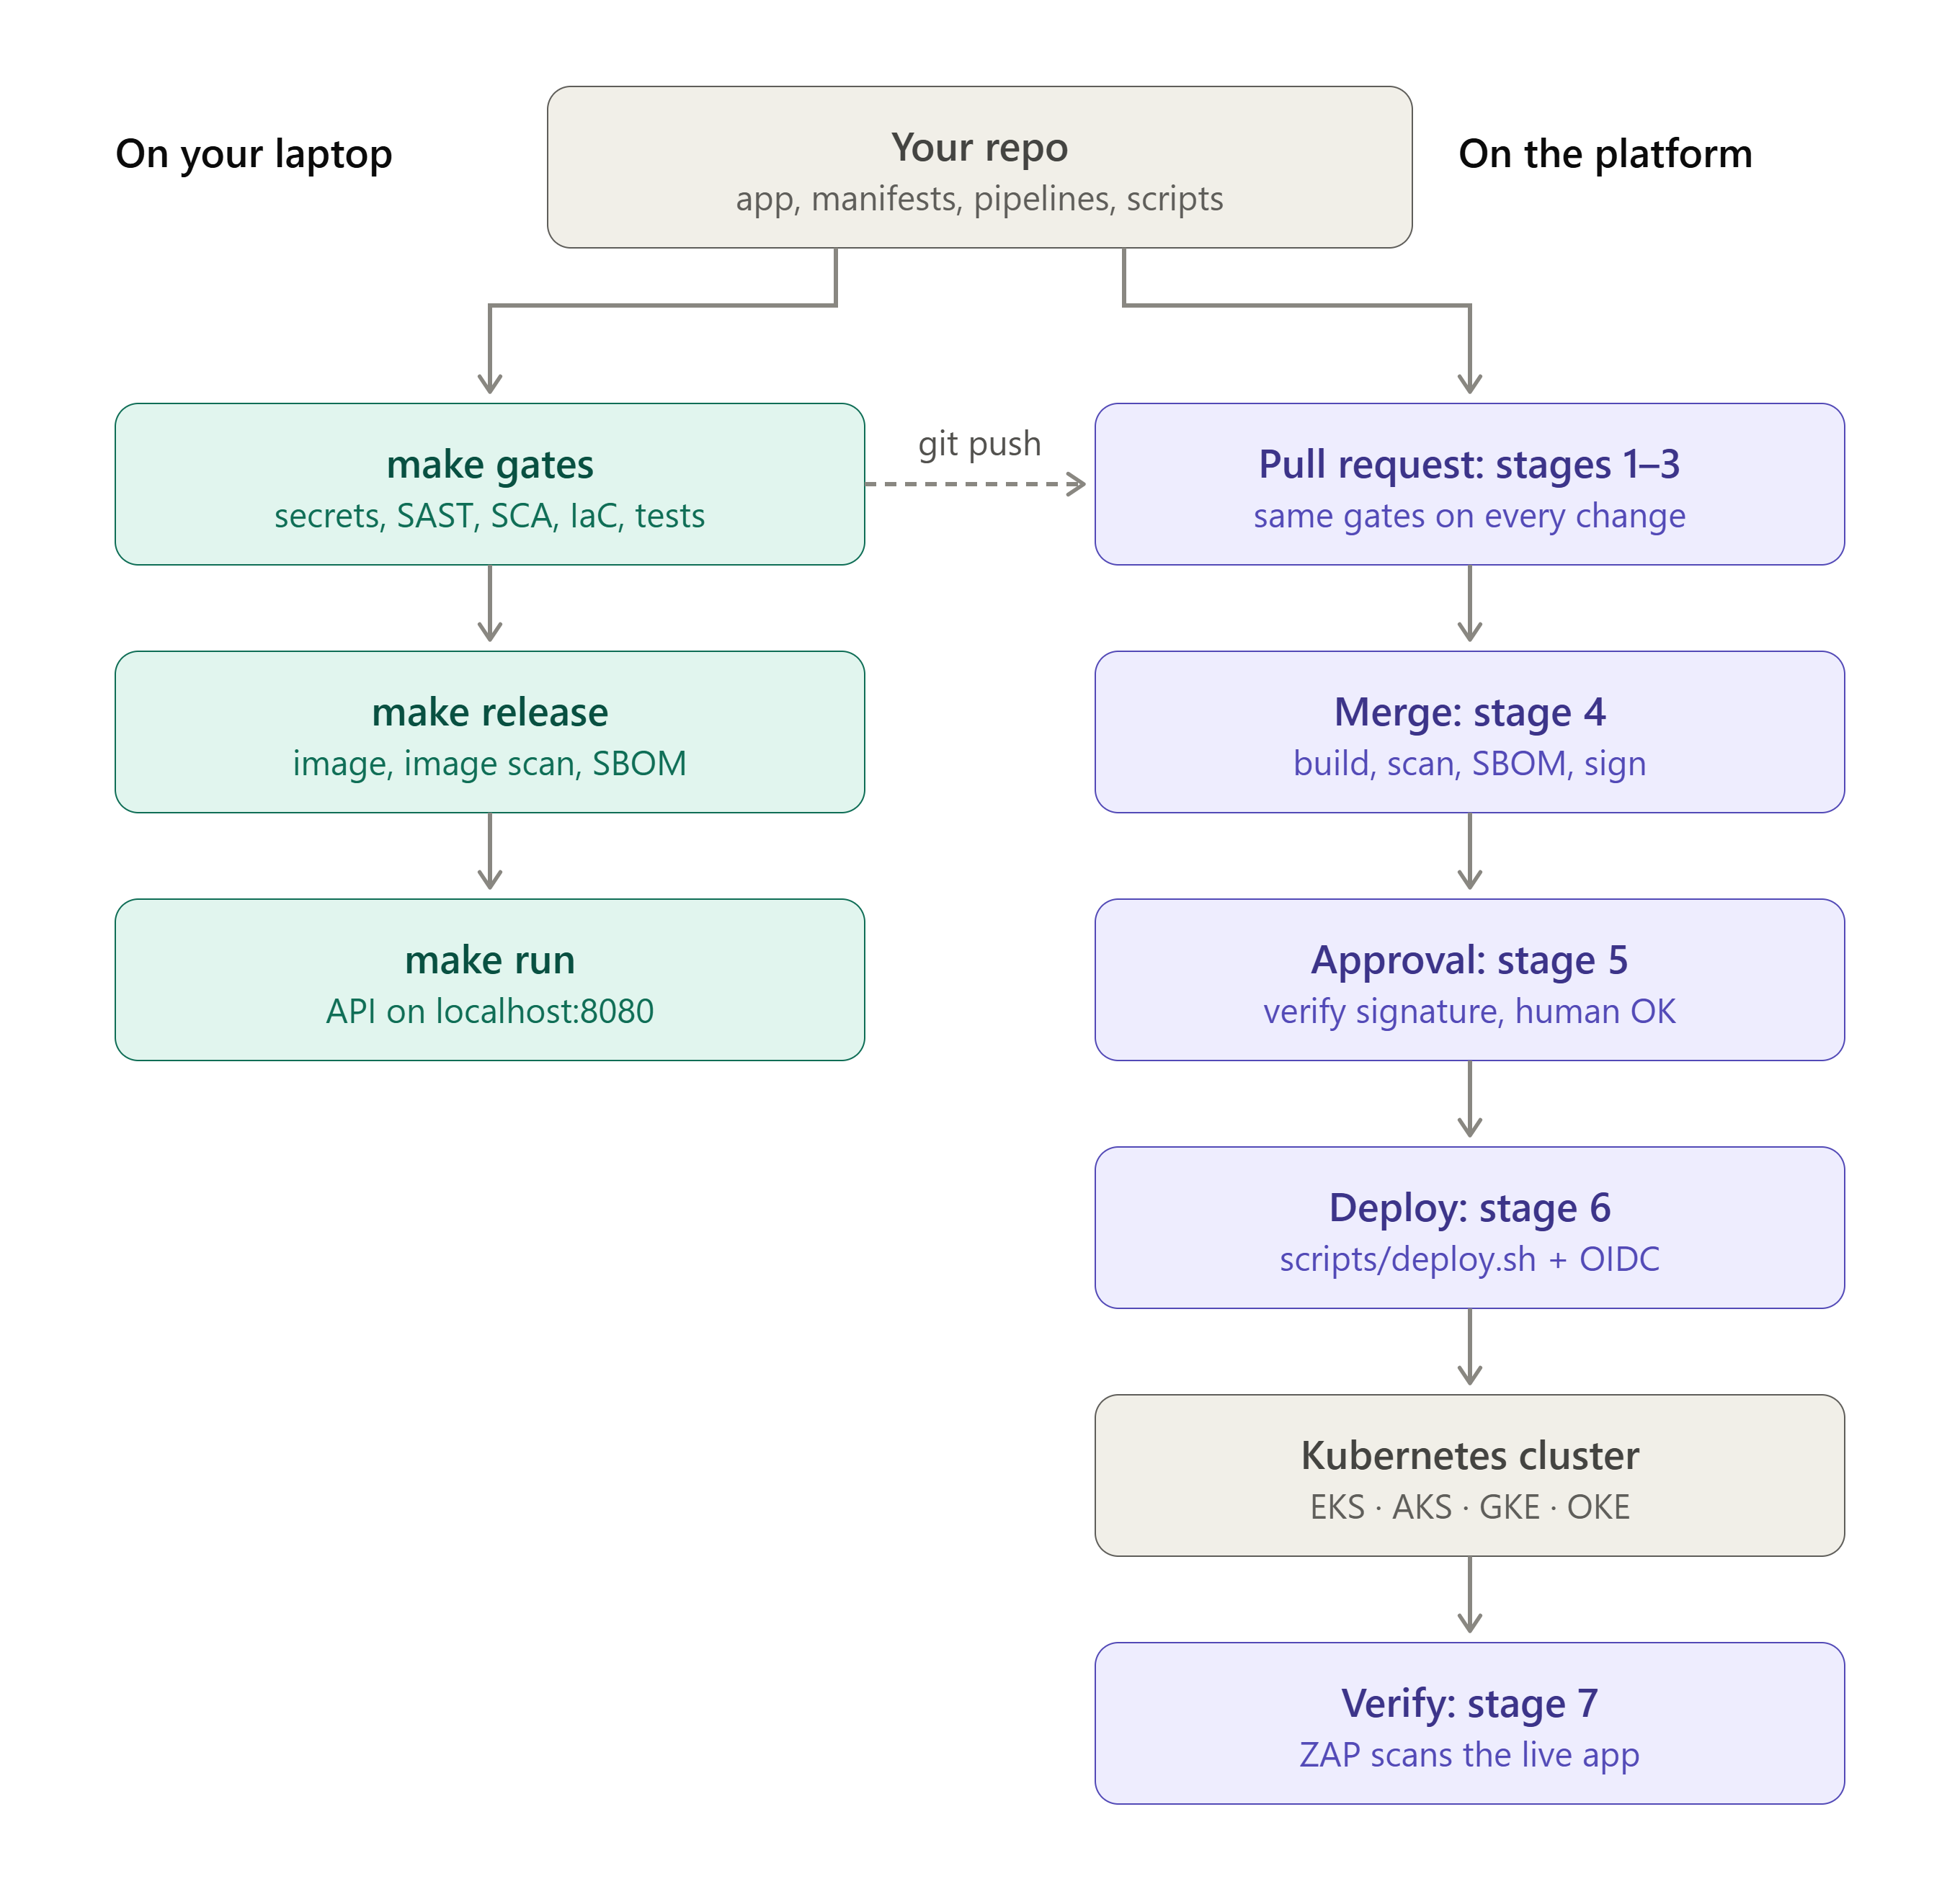 On your laptop
Your repo
app, manifests, pipelines, scripts
On the platform
make gates
secrets, SAST, SCA, IaC, tests
git push
Pull request: stages 1–3
same gates on every change
make release
image, image scan, SBOM
Merge: stage 4
build, scan, SBOM, sign
make run
API on localhost:8080
Approval: stage 5
verify signature, human OK
Deploy: stage 6
scripts/deploy.sh + OIDC
Kubernetes cluster
EKS · AKS · GKE · OKE
Verify: stage 7
ZAP scans the live app